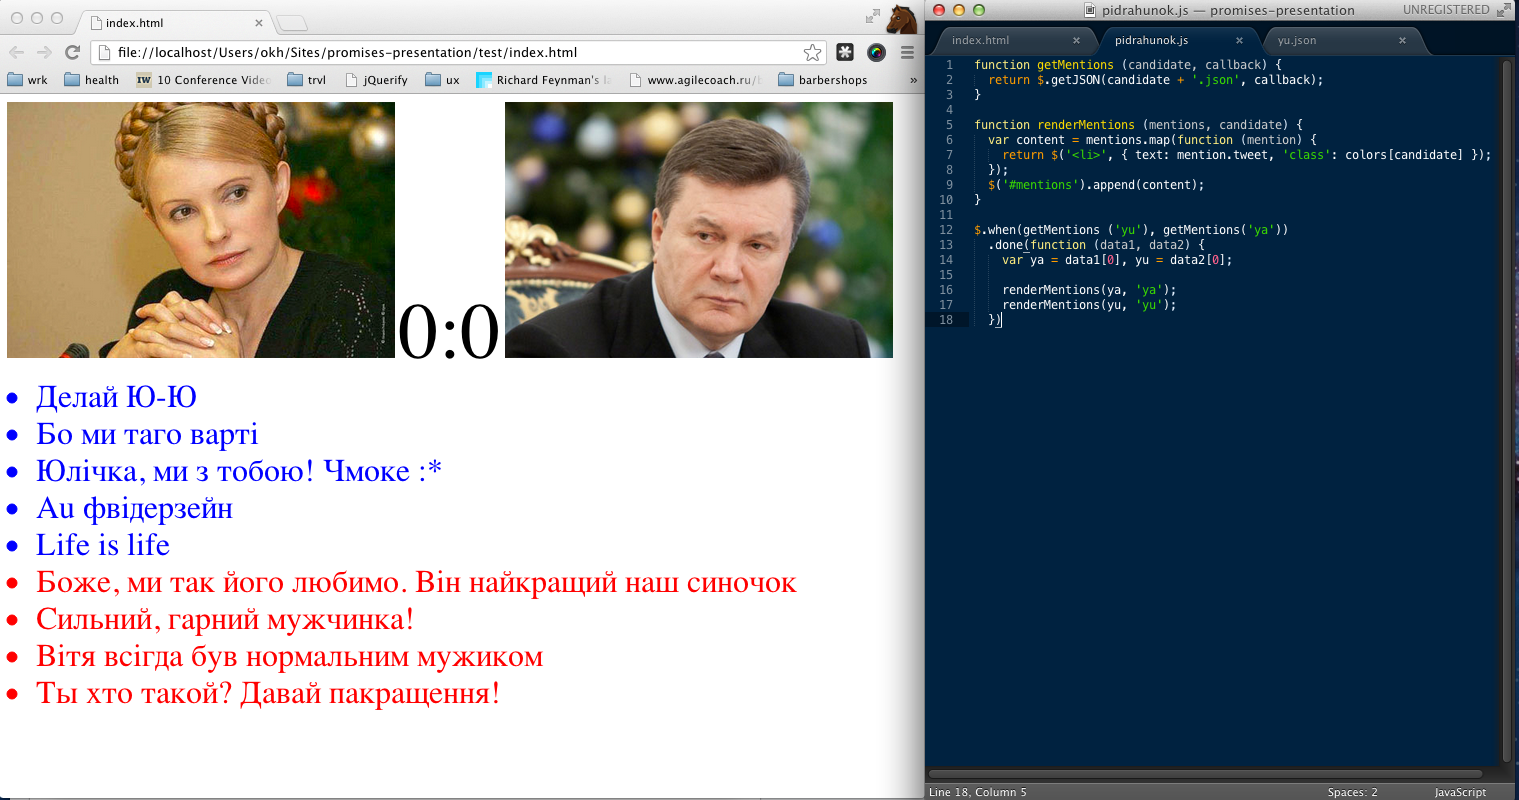 index.html
file://localhost/Users/okh/Sites/promises-presentation/test/index.html
wrk
health
IW 10 Conference Video
trvl
jQuerify
ux
Richard Feynman's
www.agilecoach.ru/
barbershops
»
0:0
Делай Ю-Ю
Бо ми таго варті
Юлічка, ми з тобою! Чмоке :*
Au фвідерзейн
Life is life
Боже, ми так його любимо. Він найкращий наш синочок
Сильний, гарний мужчинка!
Вітя всігда був нормальним мужиком
Ты хто такой? Давай пакращення!
pidrahunok.js — promises-presentation
UNREGISTERED
index.html
pidrahunok.js
yu.json
1 function getMentions (candidate, callback) {
2 return $.getJSON(candidate + '.json', callback);
3 }
4
5 function renderMentions (mentions, candidate) {
6 var content = mentions.map(function (mention) {
7 return $('<li>', { text: mention.tweet, 'class': colors[candidate] });
8 });
9 $('#mentions').append(content);
10 }
11
12 $.when(getMentions ('yu'), getMentions('ya'))
13 .done(function (data1, data2) {
14 var ya = data1[0], yu = data2[0];
15
16 renderMentions(ya, 'ya');
17 renderMentions(yu, 'yu');
18 })
Line 18, Column 5
Spaces: 2
JavaScript